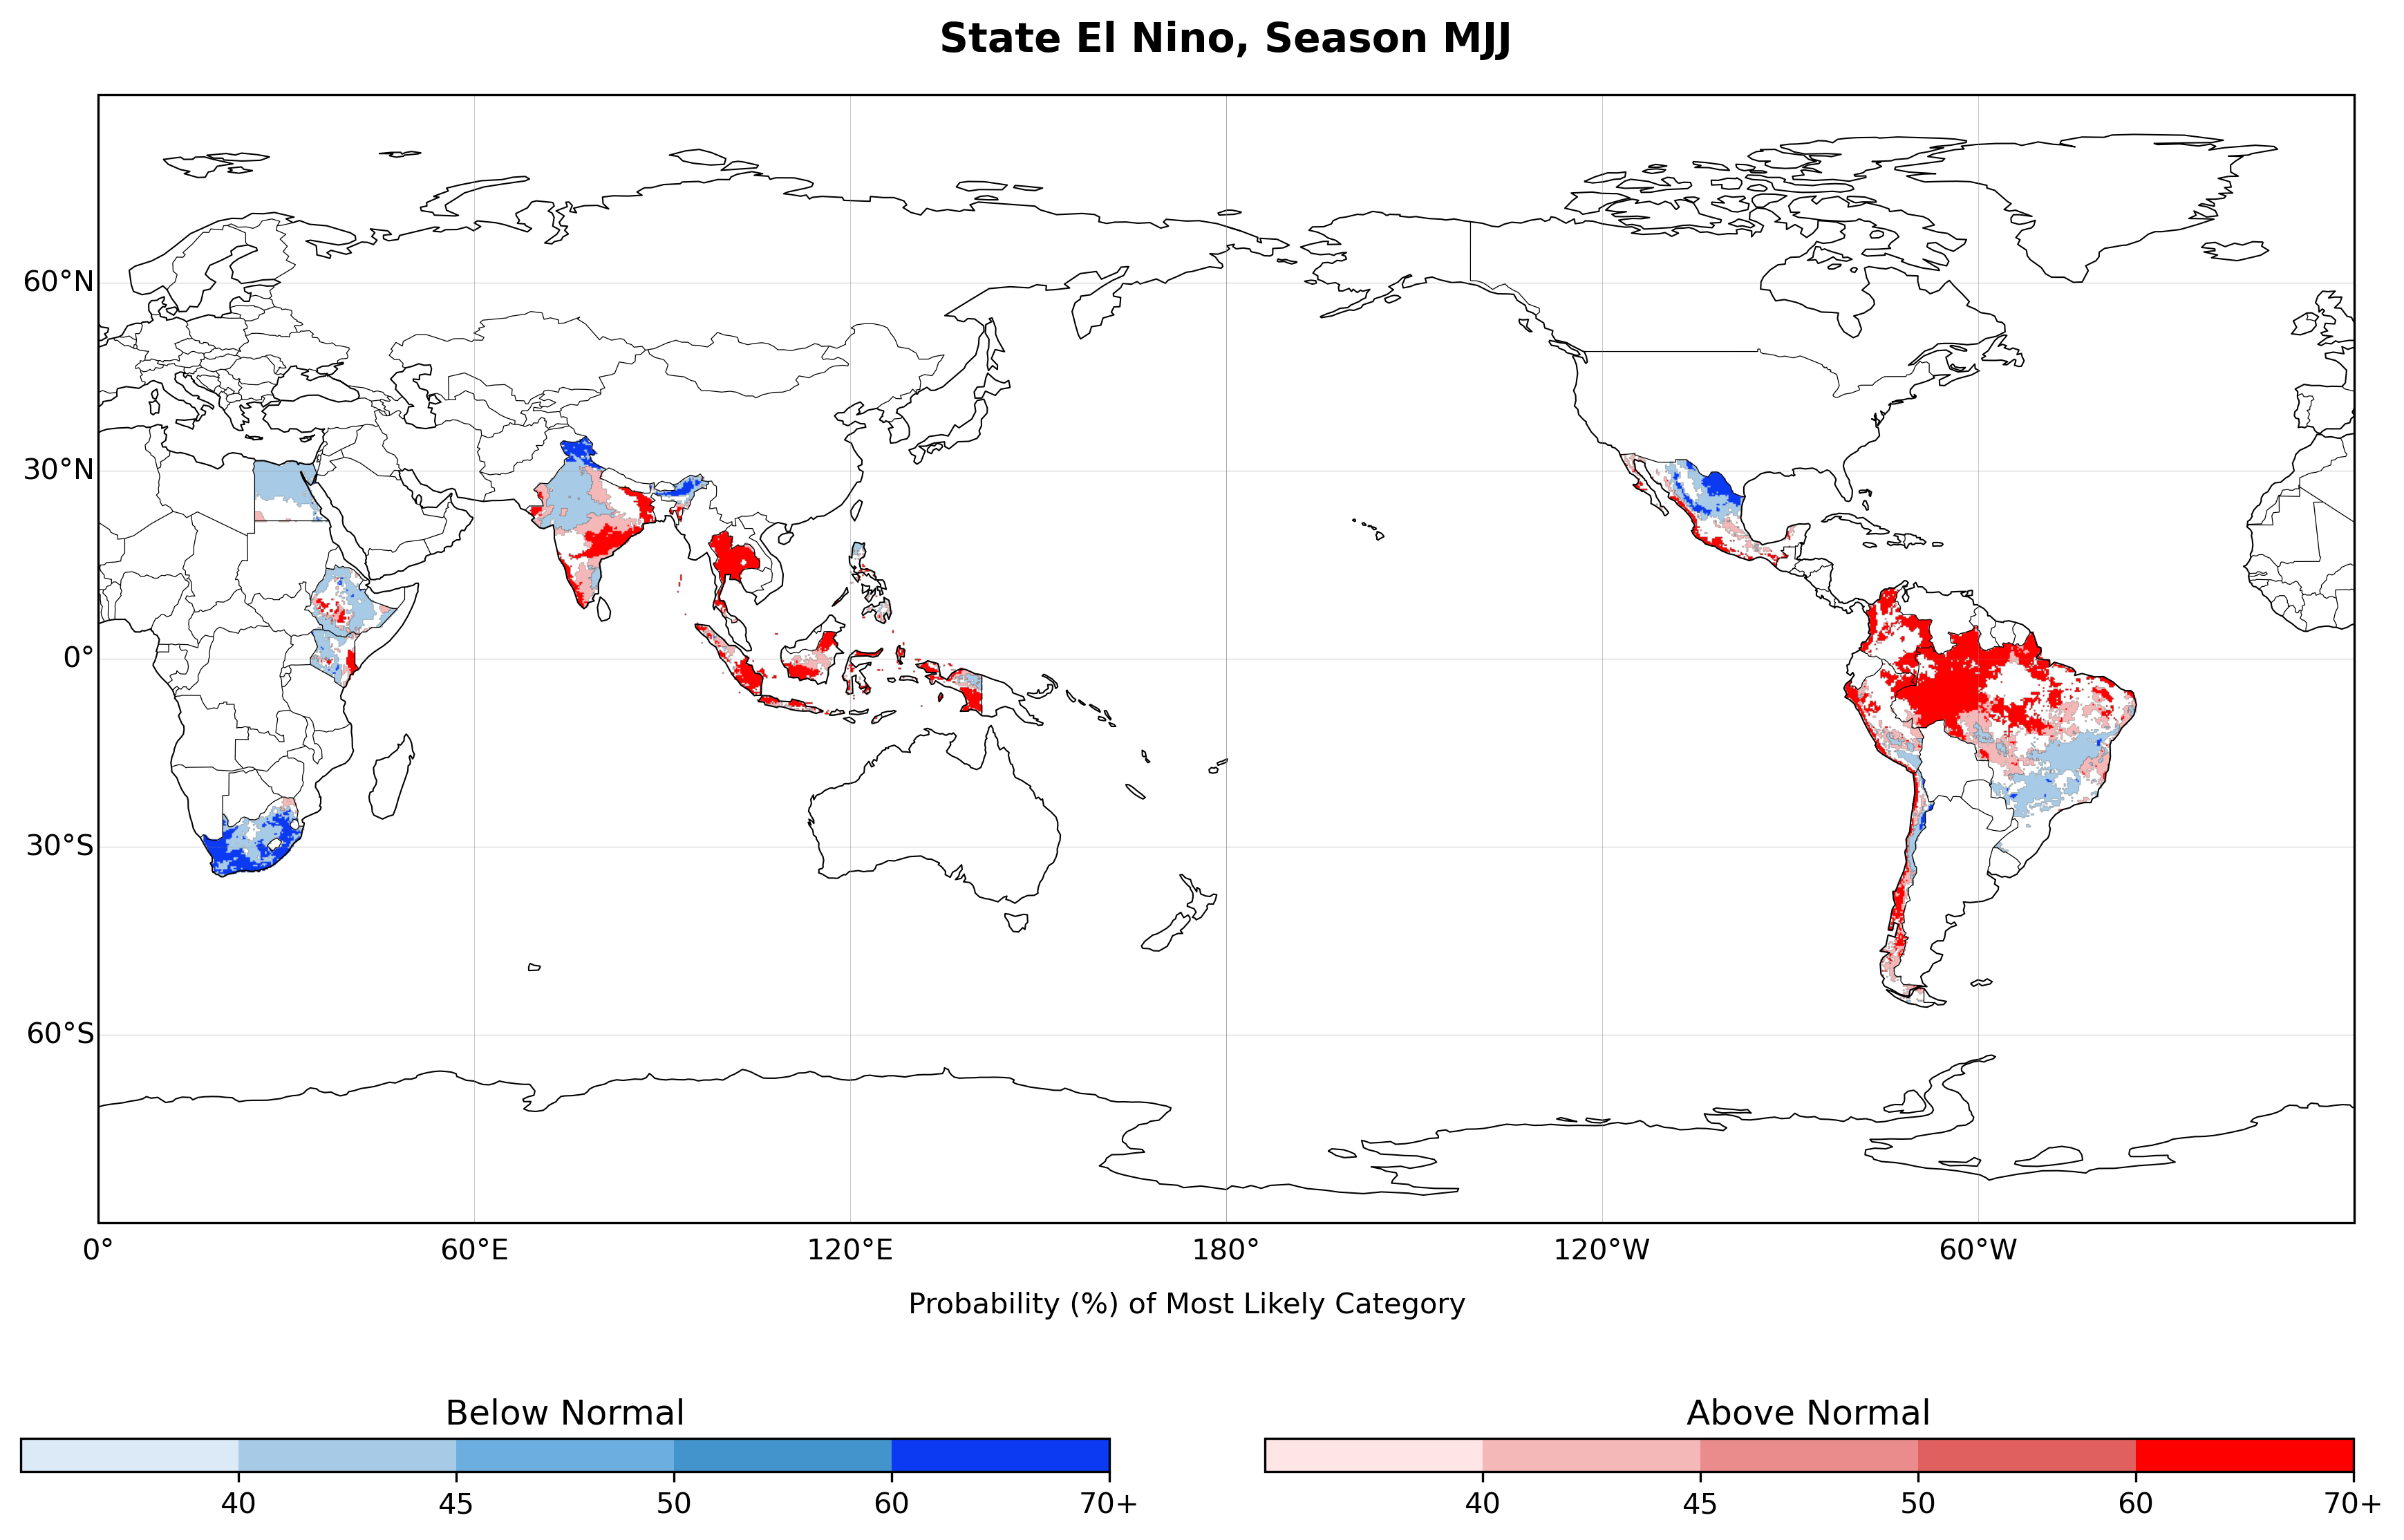 State El Nino, Season MJJ
60°N
30°N
0°
30°S
60°S
0°
60°E
120°E
180°
120°W
60°W
Probability (%) of Most Likely Category
Below Normal
Above Normal
40
45
50
60
70+
40
45
50
60
70+